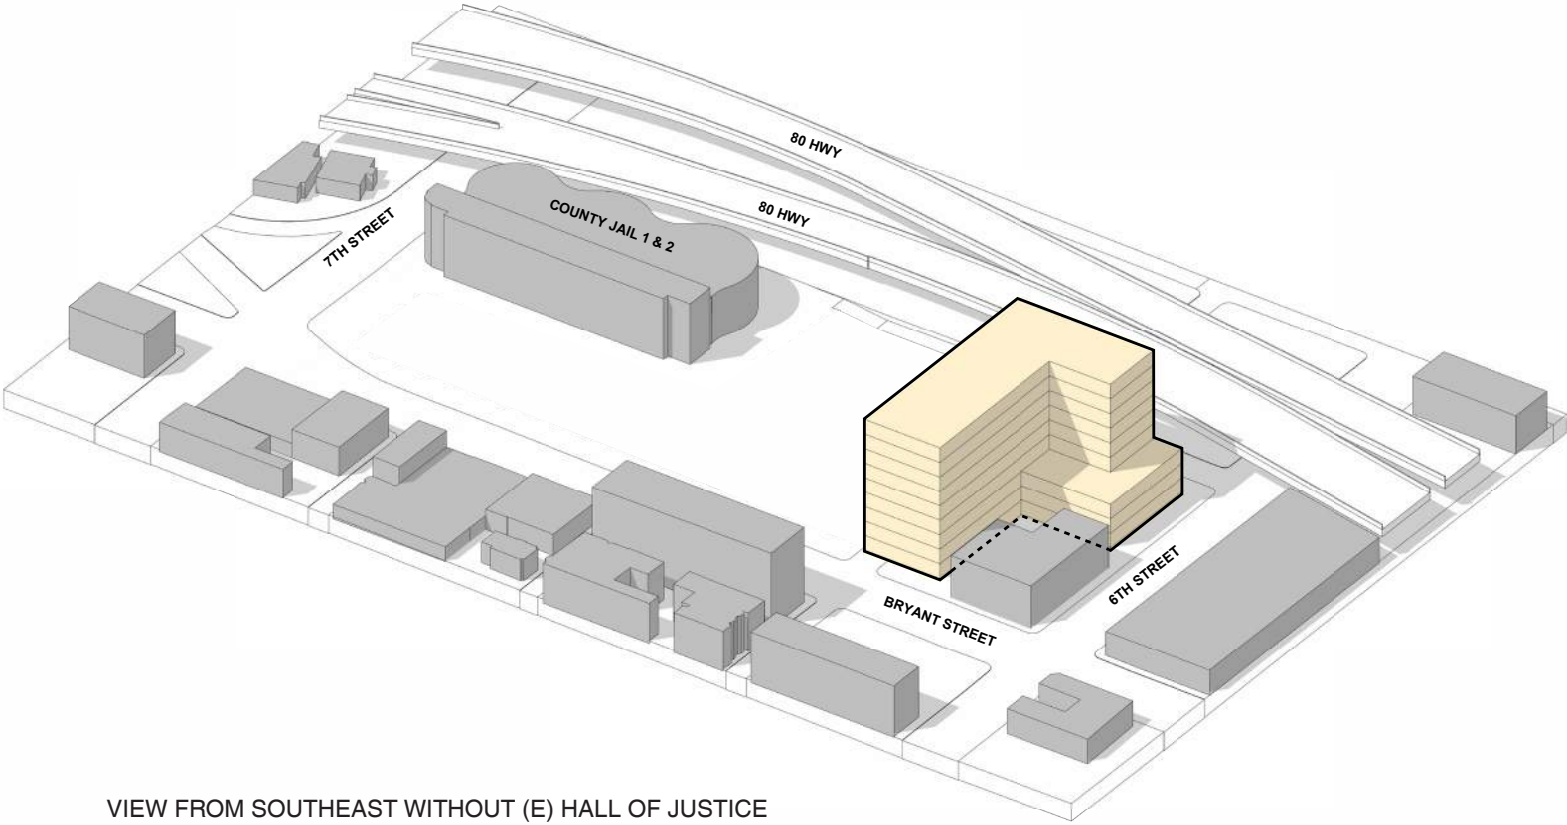 80 HWY
80 HWY
COUNTY JAIL 1 & 2
7TH STREET
6TH STREET
BRYANT STREET
VIEW FROM SOUTHEAST WITHOUT (E) HALL OF JUSTICE